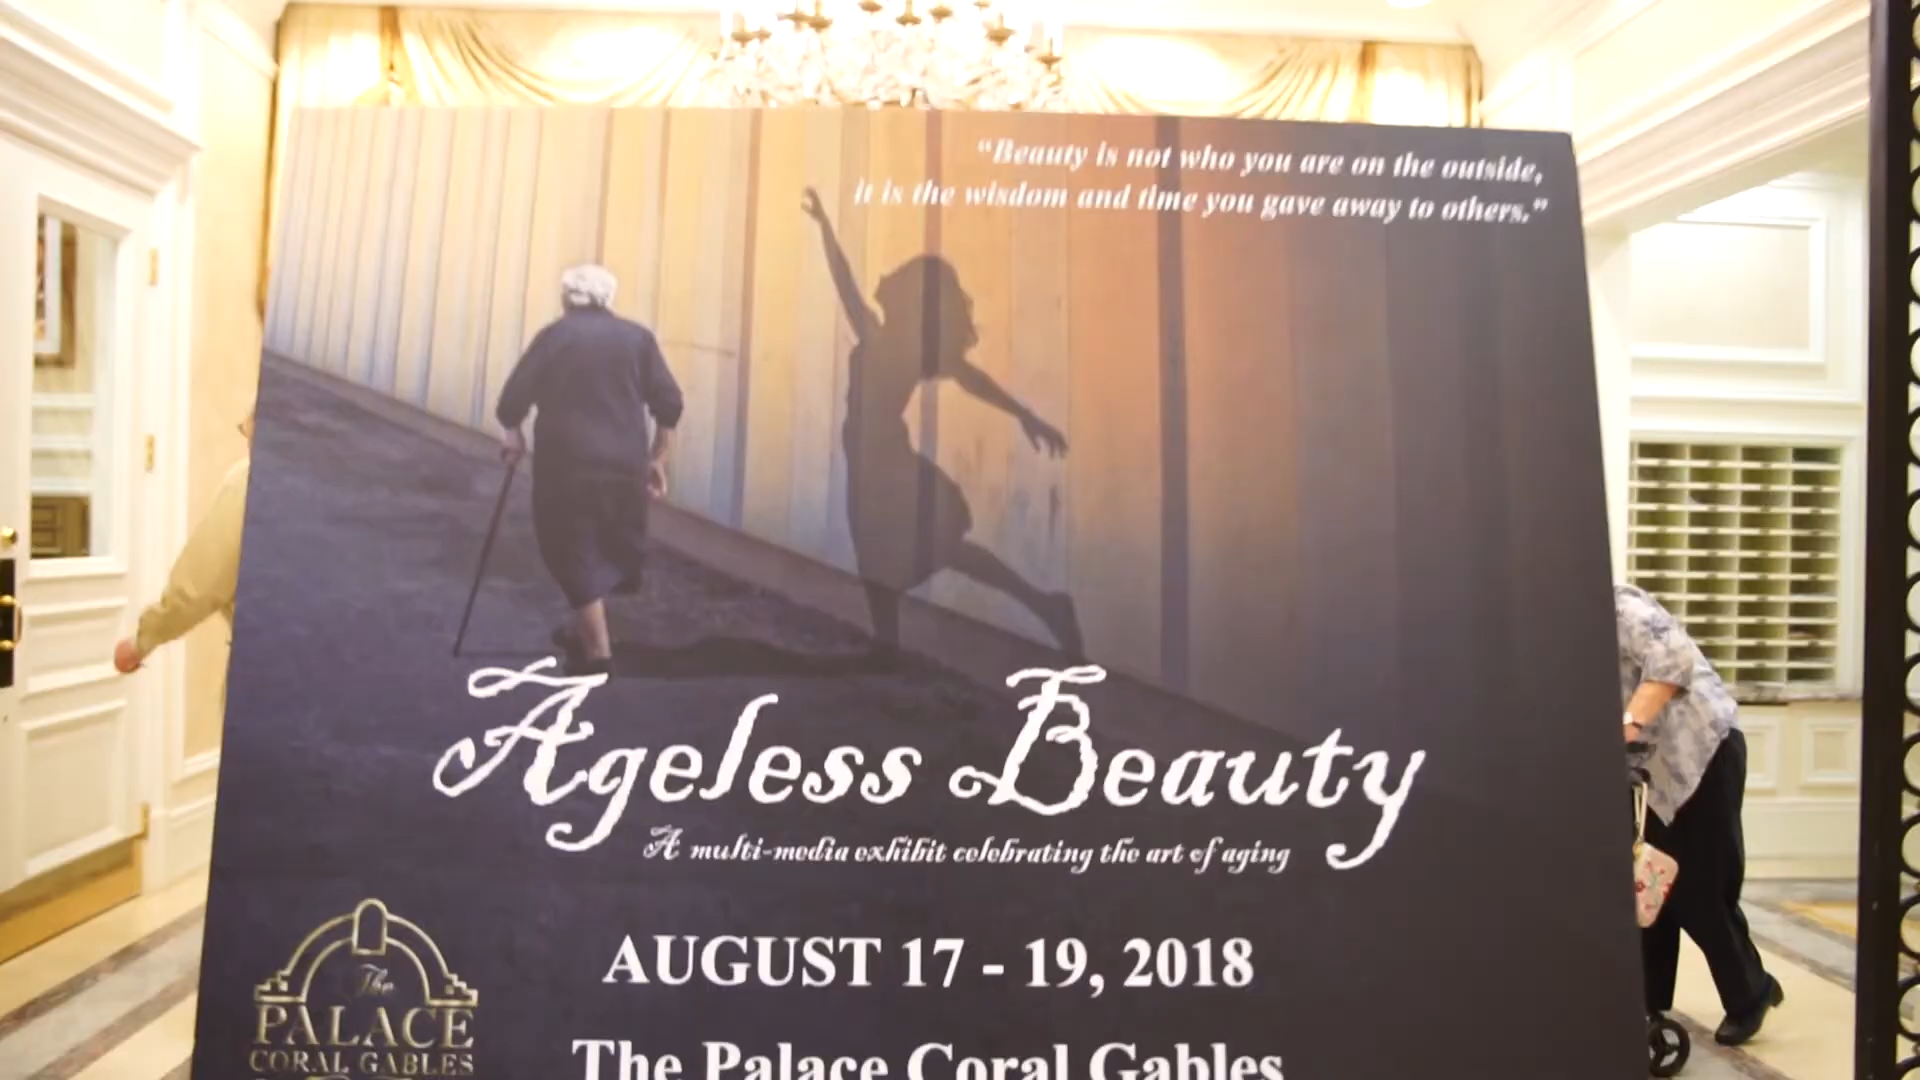 “Beauty is not who you are on the outside,
it is the wisdom and time you gave away to others.”
Ageless Beauty
A multi-media exhibit celebrating the art of aging
AUGUST 17 - 19, 2018
The Palace Coral Gables
The
PALACE
CORAL GABLES